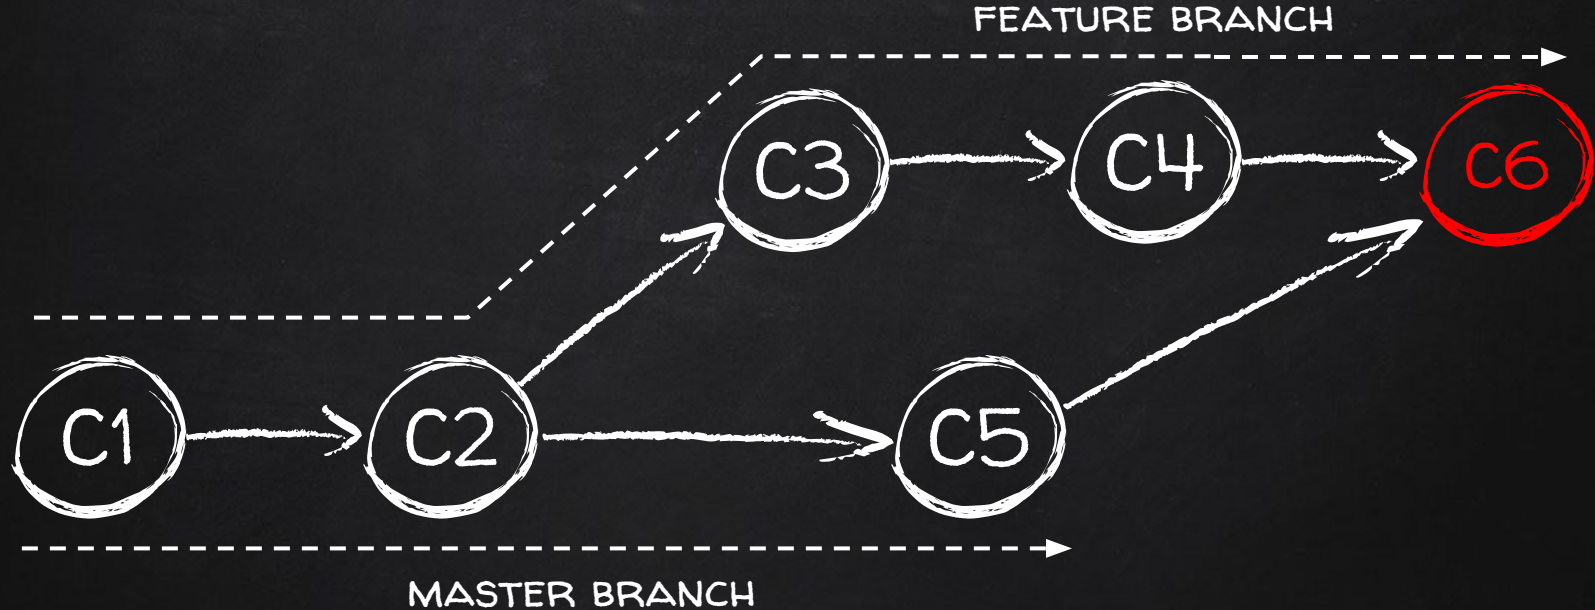 FEATURE BRANCH
C3
C4
C6
C1
C2
C5
MASTER BRANCH